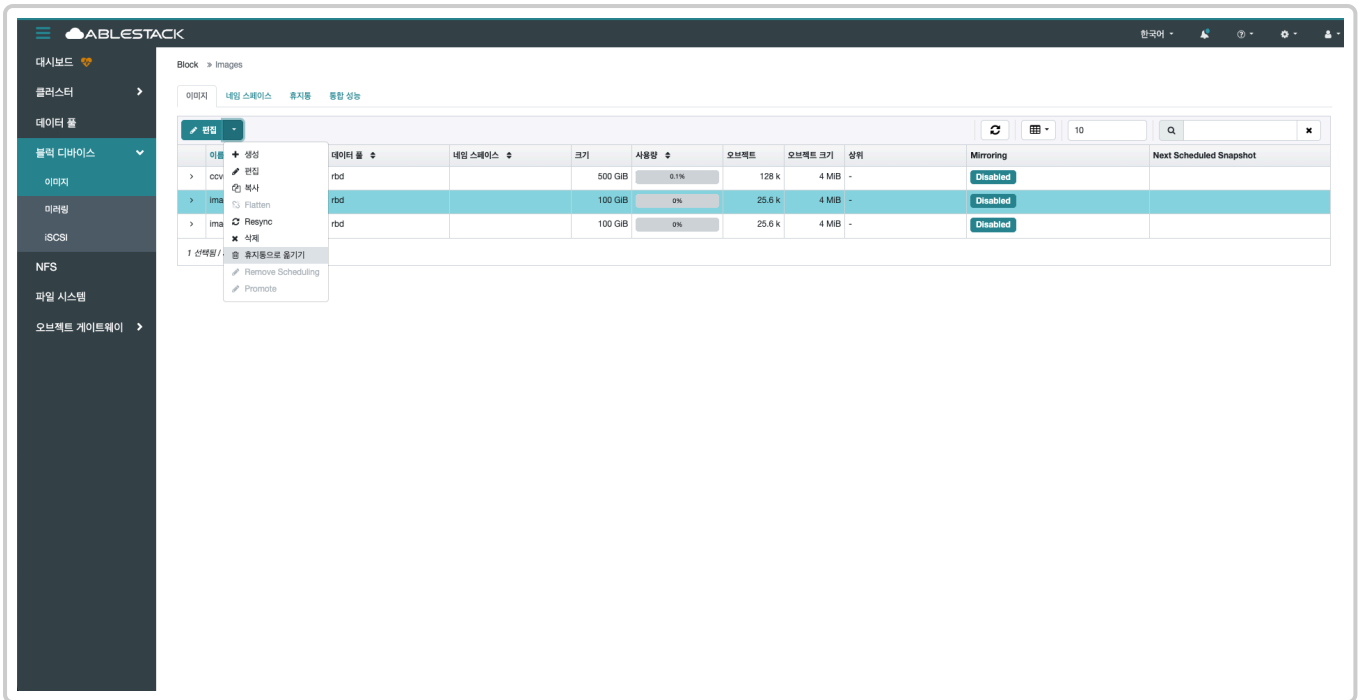 ABLESTACK
한국어
대시보드
클러스터
데이터 풀
블럭 디바이스
이미지
미러링
iSCSI
NFS
파일 시스템
오브젝트 게이트웨이
Block » Images
이미지 네임 스페이스 휴지통 통합 성능
편집 10
데이터 풀 네임 스페이스 크기 사용량 오브젝트 오브젝트 크기 상위 Mirroring Next Scheduled Snapshot
rbd 500 GiB 0.1% 128 k 4 MiB - Disabled
rbd 100 GiB 0% 25.6 k 4 MiB - Disabled
rbd 100 GiB 0% 25.6 k 4 MiB - Disabled
1 선택됨 /
생성
편집
복사
Flatten
Resync
삭제
휴지통으로 옮기기
Remove Scheduling
Promote